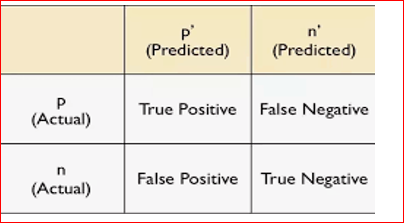 p'
(Predicted)
n'
(Predicted)
p
(Actual)
True Positive
False Negative
n
(Actual)
False Positive
True Negative